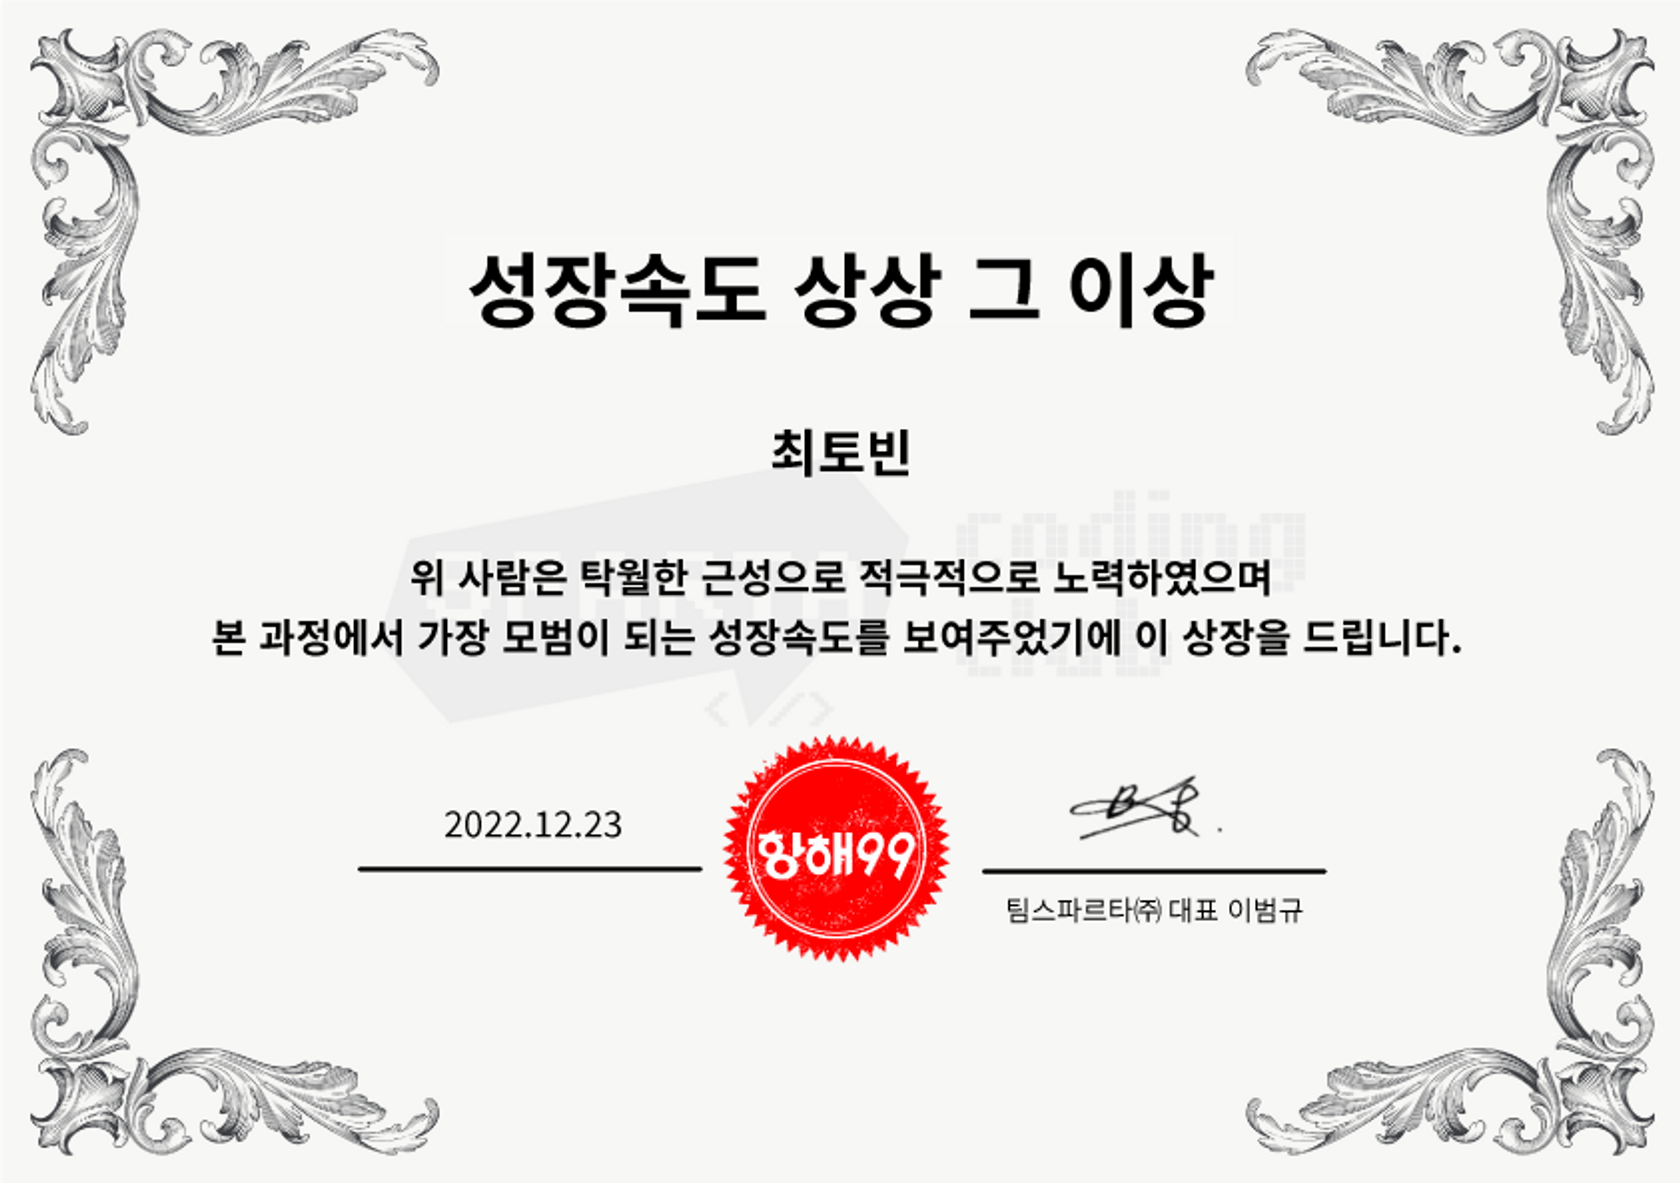 성장속도 상상 그 이상
최토빈
위 사람은 탁월한 근성으로 적극적으로 노력하였으며
본 과정에서 가장 모범이 되는 성장속도를 보여주었기에 이 상장을 드립니다.
SPARTA
coding
club
</>
2022.12.23
항해99
팀스파르타㈜ 대표 이범규